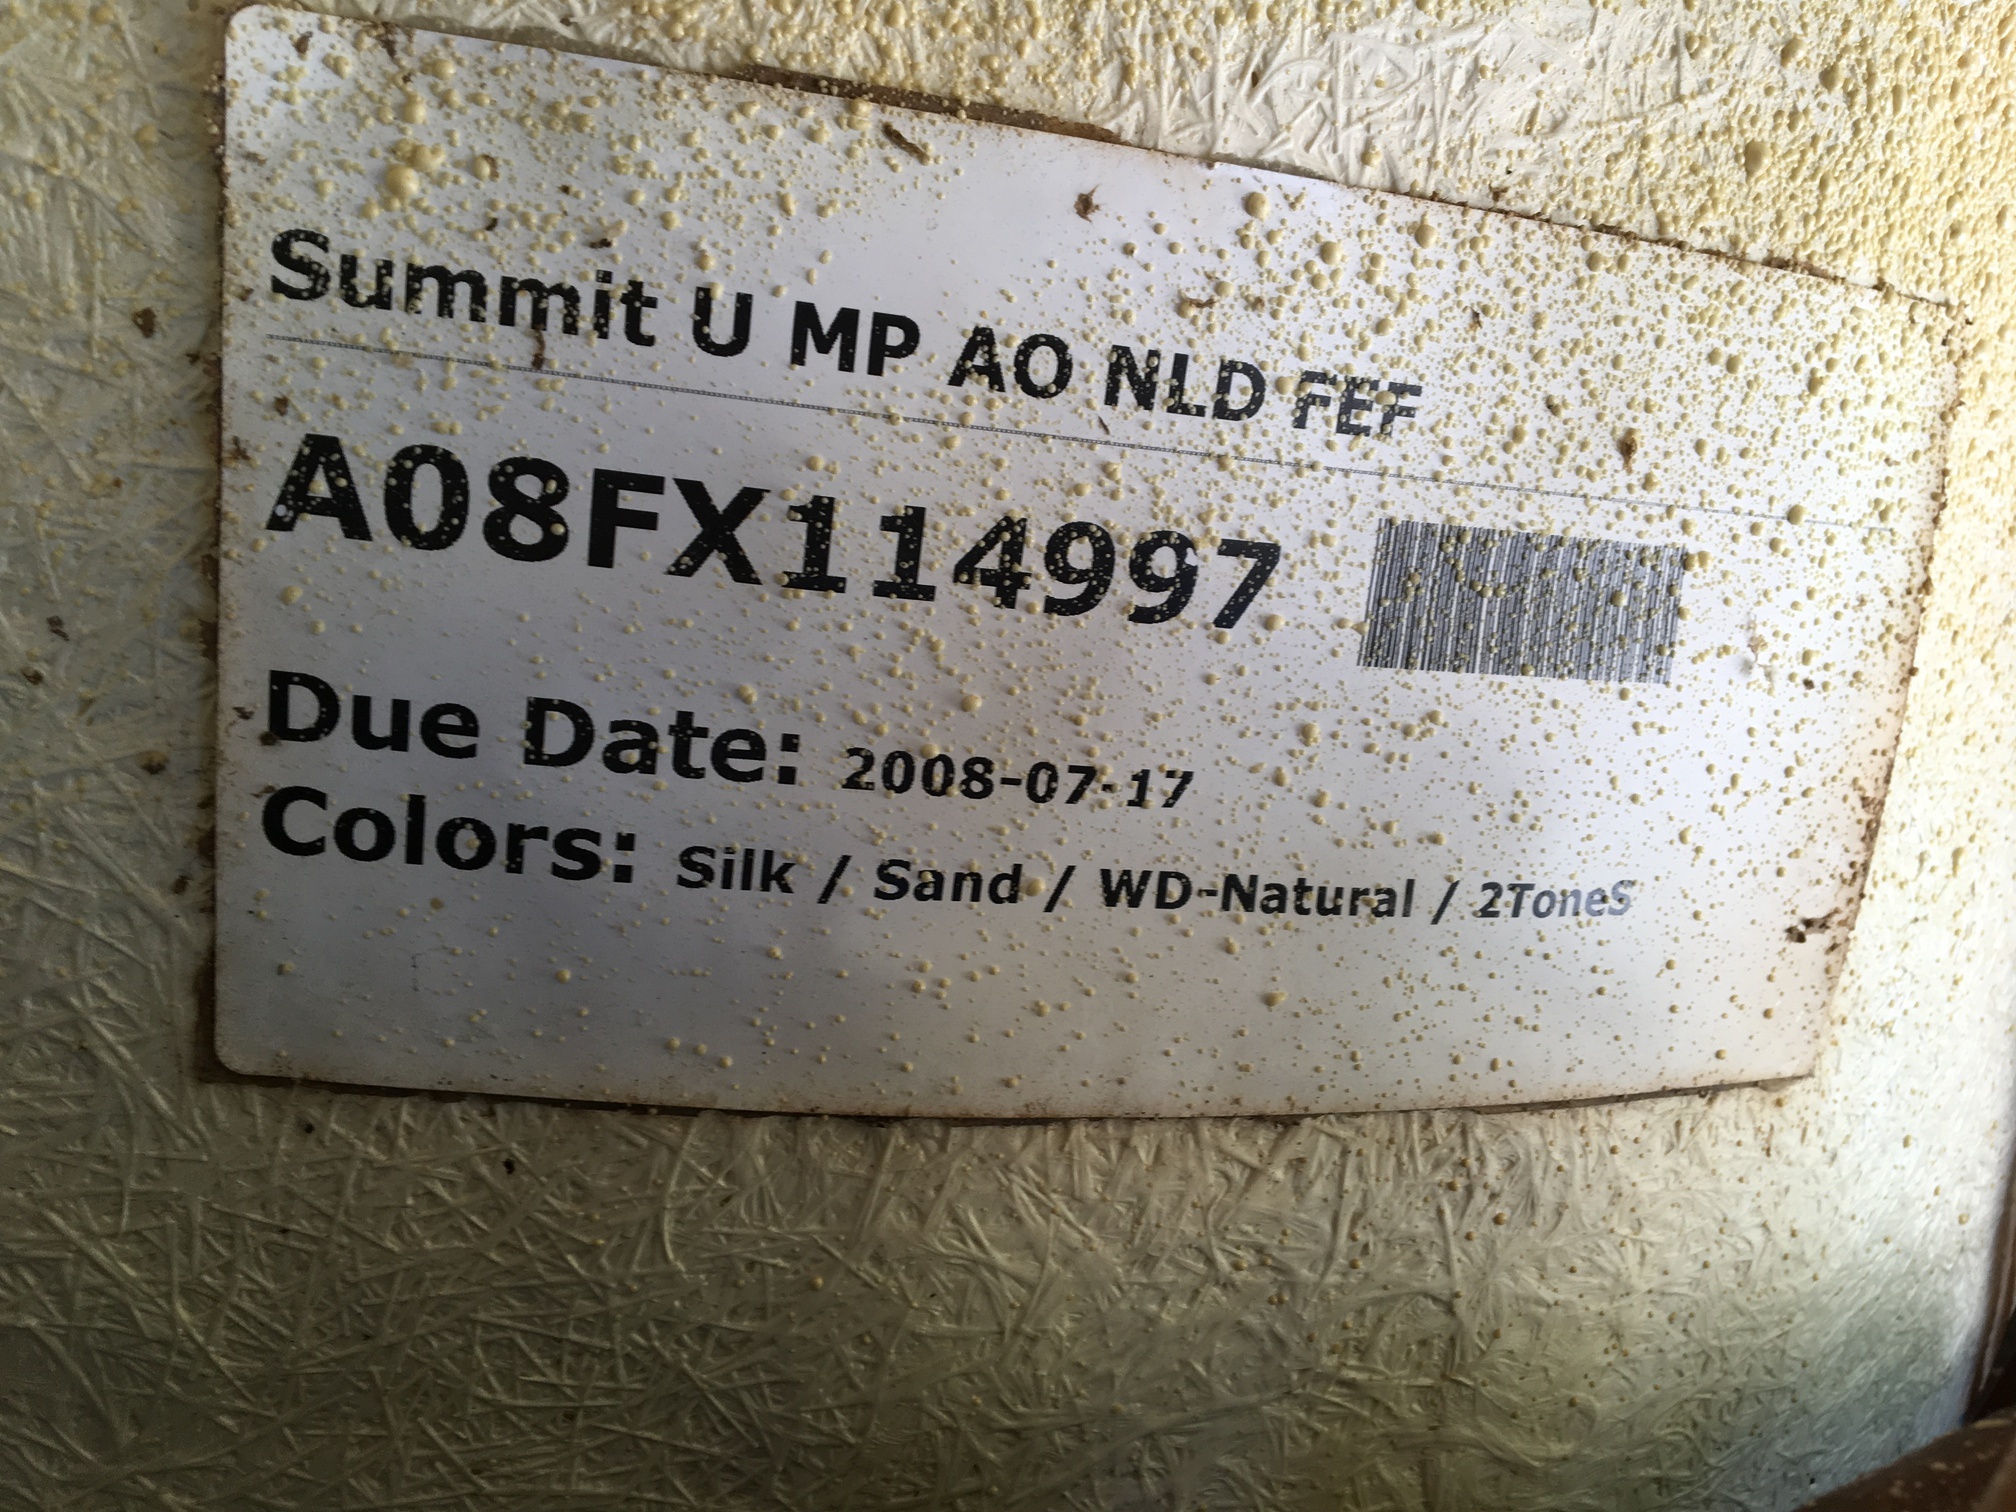 Summit U MP AO NLD FEF
A08FX114997
Due Date: 2008-07-17
Colors: Silk / Sand / WD-Natural / 2ToneS